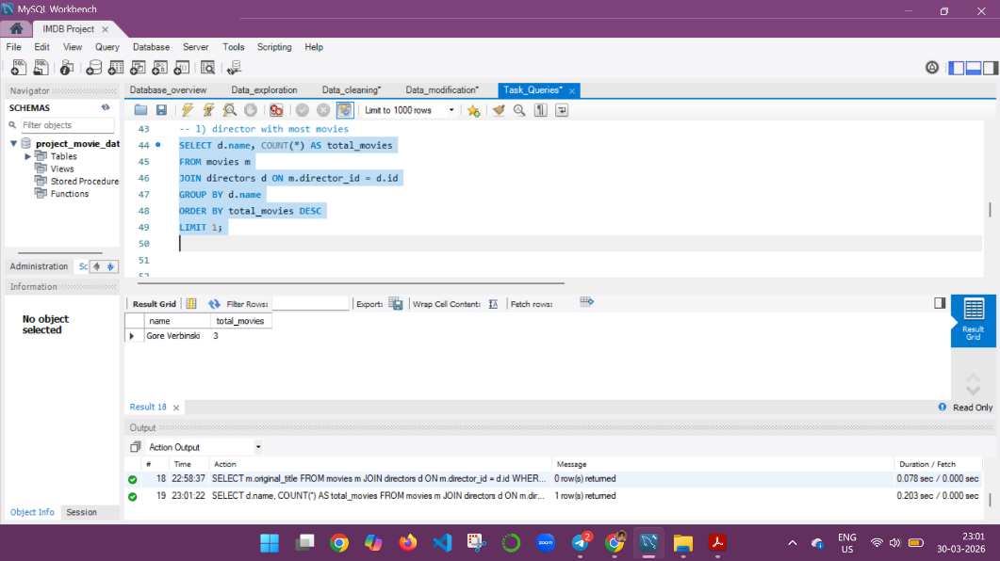 MySQL Workbench
IMDB Project
File Edit View Query Database Server Tools Scripting Help
Navigator
SCHEMAS
Filter objects
project_movie_dat
Tables
Views
Stored Procedure
Functions
Administration Sc
Information
No object
selected
Object Info Session
Database_overview Data_exploration Data_cleaning* Data_modification* Task_Queries*
Limit to 1000 rows
43 -- l) director with most movies
44 SELECT d.name, COUNT(*) AS total_movies
45 FROM movies m
46 JOIN directors d ON m.director_id = d.id
47 GROUP BY d.name
48 ORDER BY total_movies DESC
49 LIMIT 1;
50
51
52
Result Grid Filter Rows: Export: Wrap Cell Content: Fetch rows:
name total_movies
Gore Verbinski 3
Result
Grid
Result 18
Read Only
Output
Action Output
# Time Action Message Duration / Fetch
18 22:58:37 SELECT m.original_title FROM movies m JOIN directors d ON m.director_id = d.id WHER... 0 row(s) returned 0.078 sec / 0.000 sec
19 23:01:22 SELECT d.name, COUNT(*) AS total_movies FROM movies m JOIN directors d ON m.dir... 1 row(s) returned 0.203 sec / 0.000 sec
zoom
2
ENG
US
23:01
30-03-2026